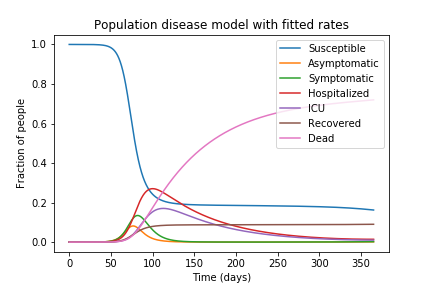 Population disease model with fitted rates
Fraction of people
1.0
0.8
0.6
0.4
0.2
0.0
Susceptible
Asymptomatic
Symptomatic
Hospitalized
ICU
Recovered
Dead
0 50 100 150 200 250 300 350
Time (days)